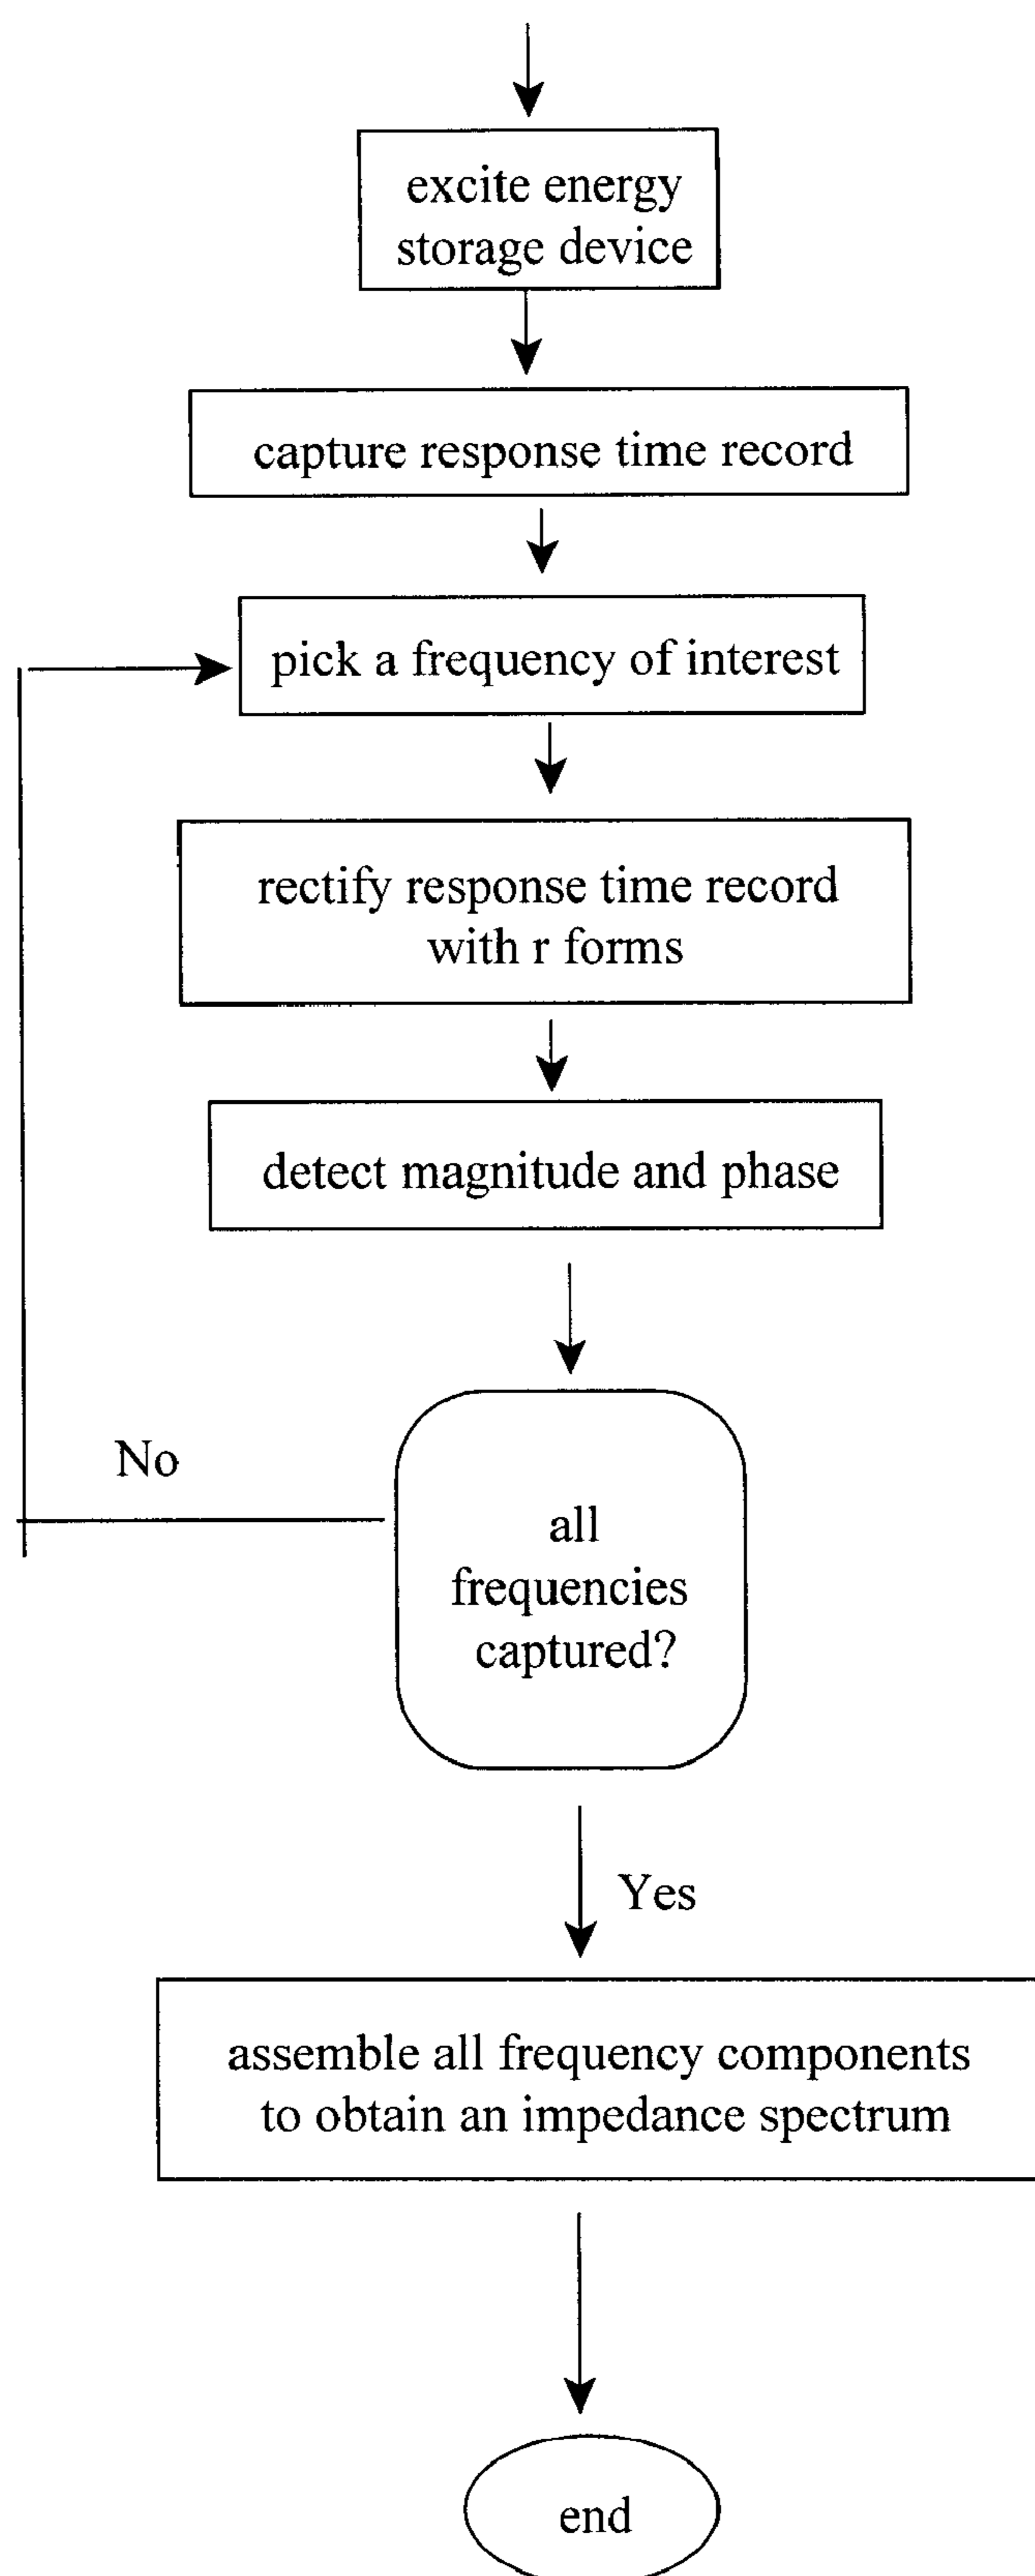 excite energy
storage device
capture response time record
pick a frequency of interest
rectify response time record
with r forms
detect magnitude and phase
No
all
frequencies
captured?
Yes
assemble all frequency components
to obtain an impedance spectrum
end